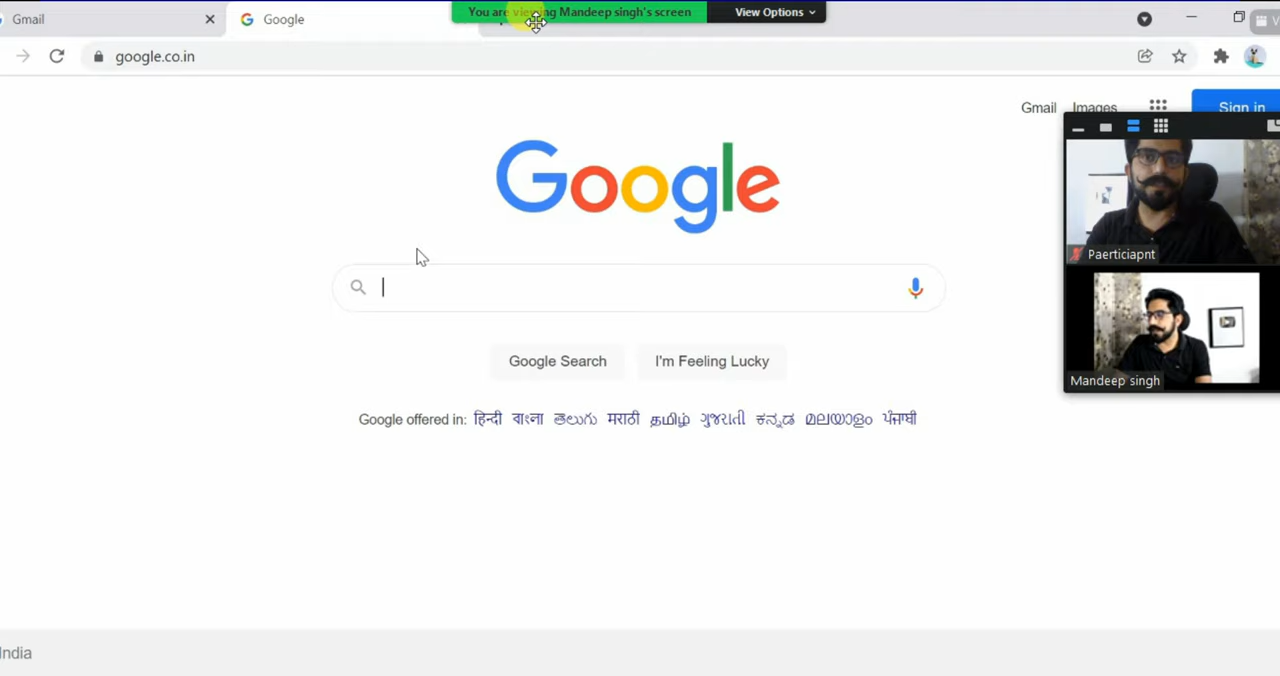 Gmail
Google
You are viewing Mandeep singh's screen
View Options
google.co.in
Gmail Images
Sign in
Google
Paerticiapnt
Mandeep singh
Google Search
I'm Feeling Lucky
Google offered in: हिन्दी বাংলা తెలుగు मराठी தமிழ் ગુજરાતી ಕನ್ನಡ മലയാളം ਪੰਜਾਬੀ
India